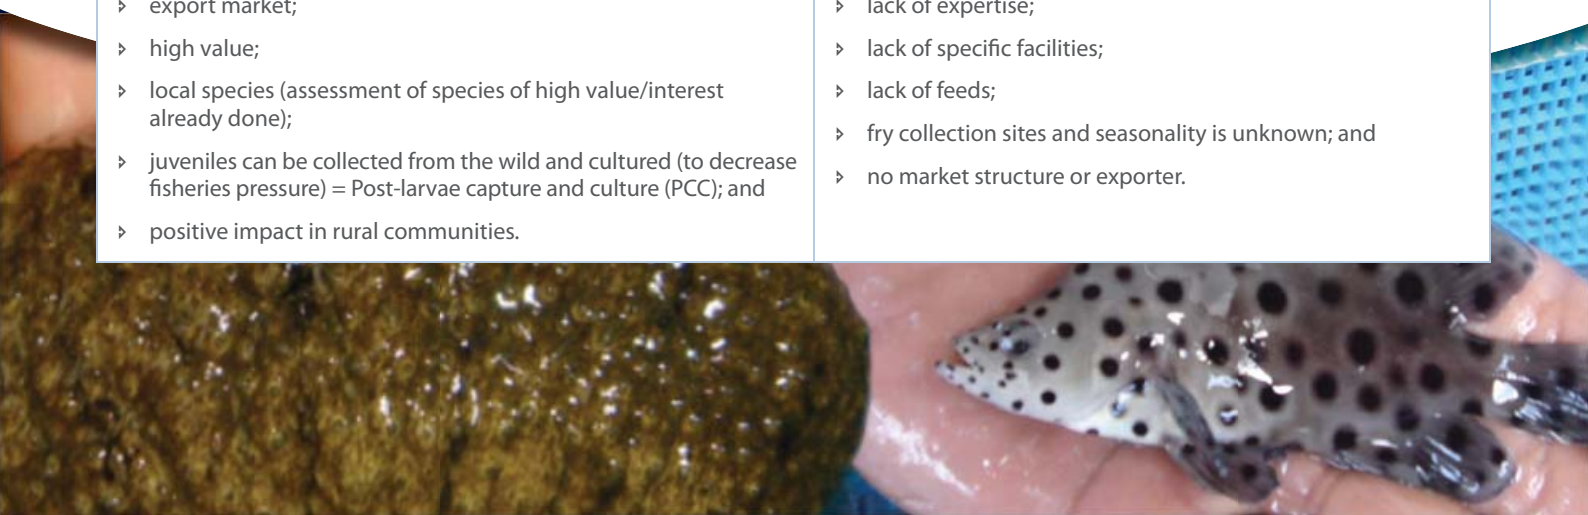 export market;
high value;
local species (assessment of species of high value/interest
already done);
juveniles can be collected from the wild and cultured (to decrease
fisheries pressure) = Post-larvae capture and culture (PCC); and
positive impact in rural communities.
lack of expertise;
lack of specific facilities;
lack of feeds;
fry collection sites and seasonality is unknown; and
no market structure or exporter.